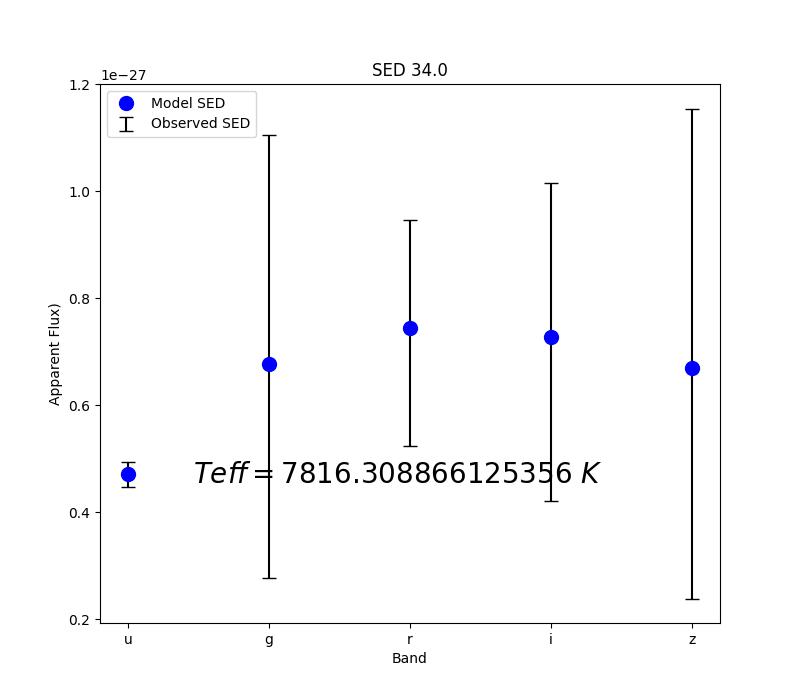 SED 34.0
1e−27
Model SED
Observed SED
1.2
1.0
0.8
0.6
0.4
0.2
Apparent Flux)
Teff = 7816.308866125356 K
u g r i z
Band